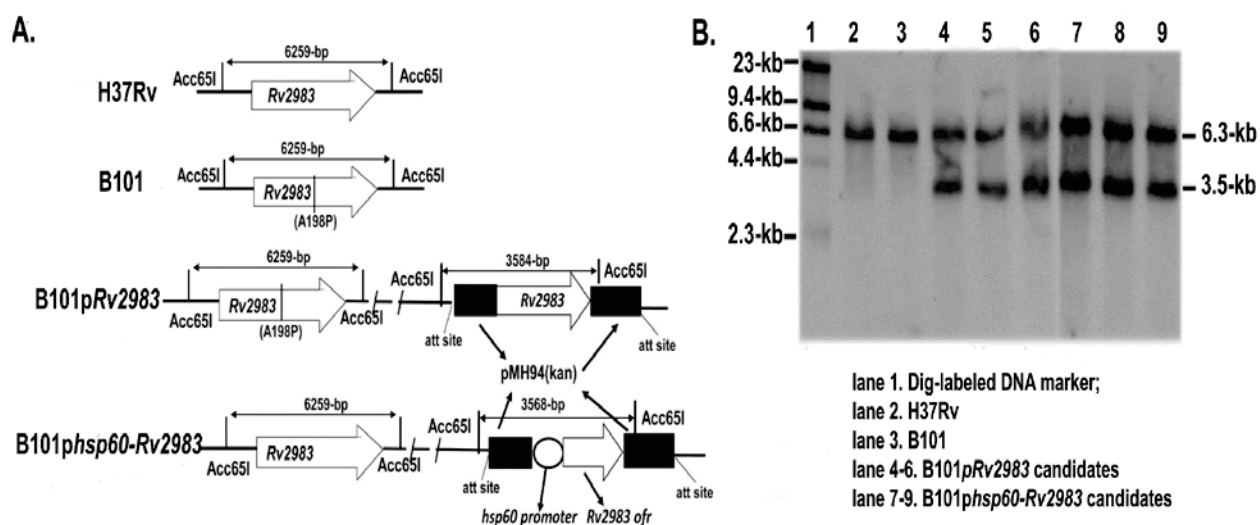 A.
6259-bp
Acc65I
Acc65I
H37Rv
Rv2983
6259-bp
Acc65I
Acc65I
B101
Rv2983
(A198P)
6259-bp
3584-bp
Acc65I
Acc65I
B101pRv2983
Rv2983
Rv2983
Acc65I
(A198P)
Acc65I
att site
att site
pMH94(kan)
6259-bp
3568-bp
Acc65I
B101phsp60-Rv2983
Rv2983
Acc65I
Acc65I
att site
att site
hsp60 promoter
Rv2983 ofr
B.
1 2 3 4 5 6 7 8 9
23-kb
9.4-kb
6.6-kb
4.4-kb
2.3-kb
6.3-kb
3.5-kb
lane 1. Dig-labeled DNA marker;
lane 2. H37Rv
lane 3. B101
lane 4-6. B101pRv2983 candidates
lane 7-9. B101phsp60-Rv2983 candidates